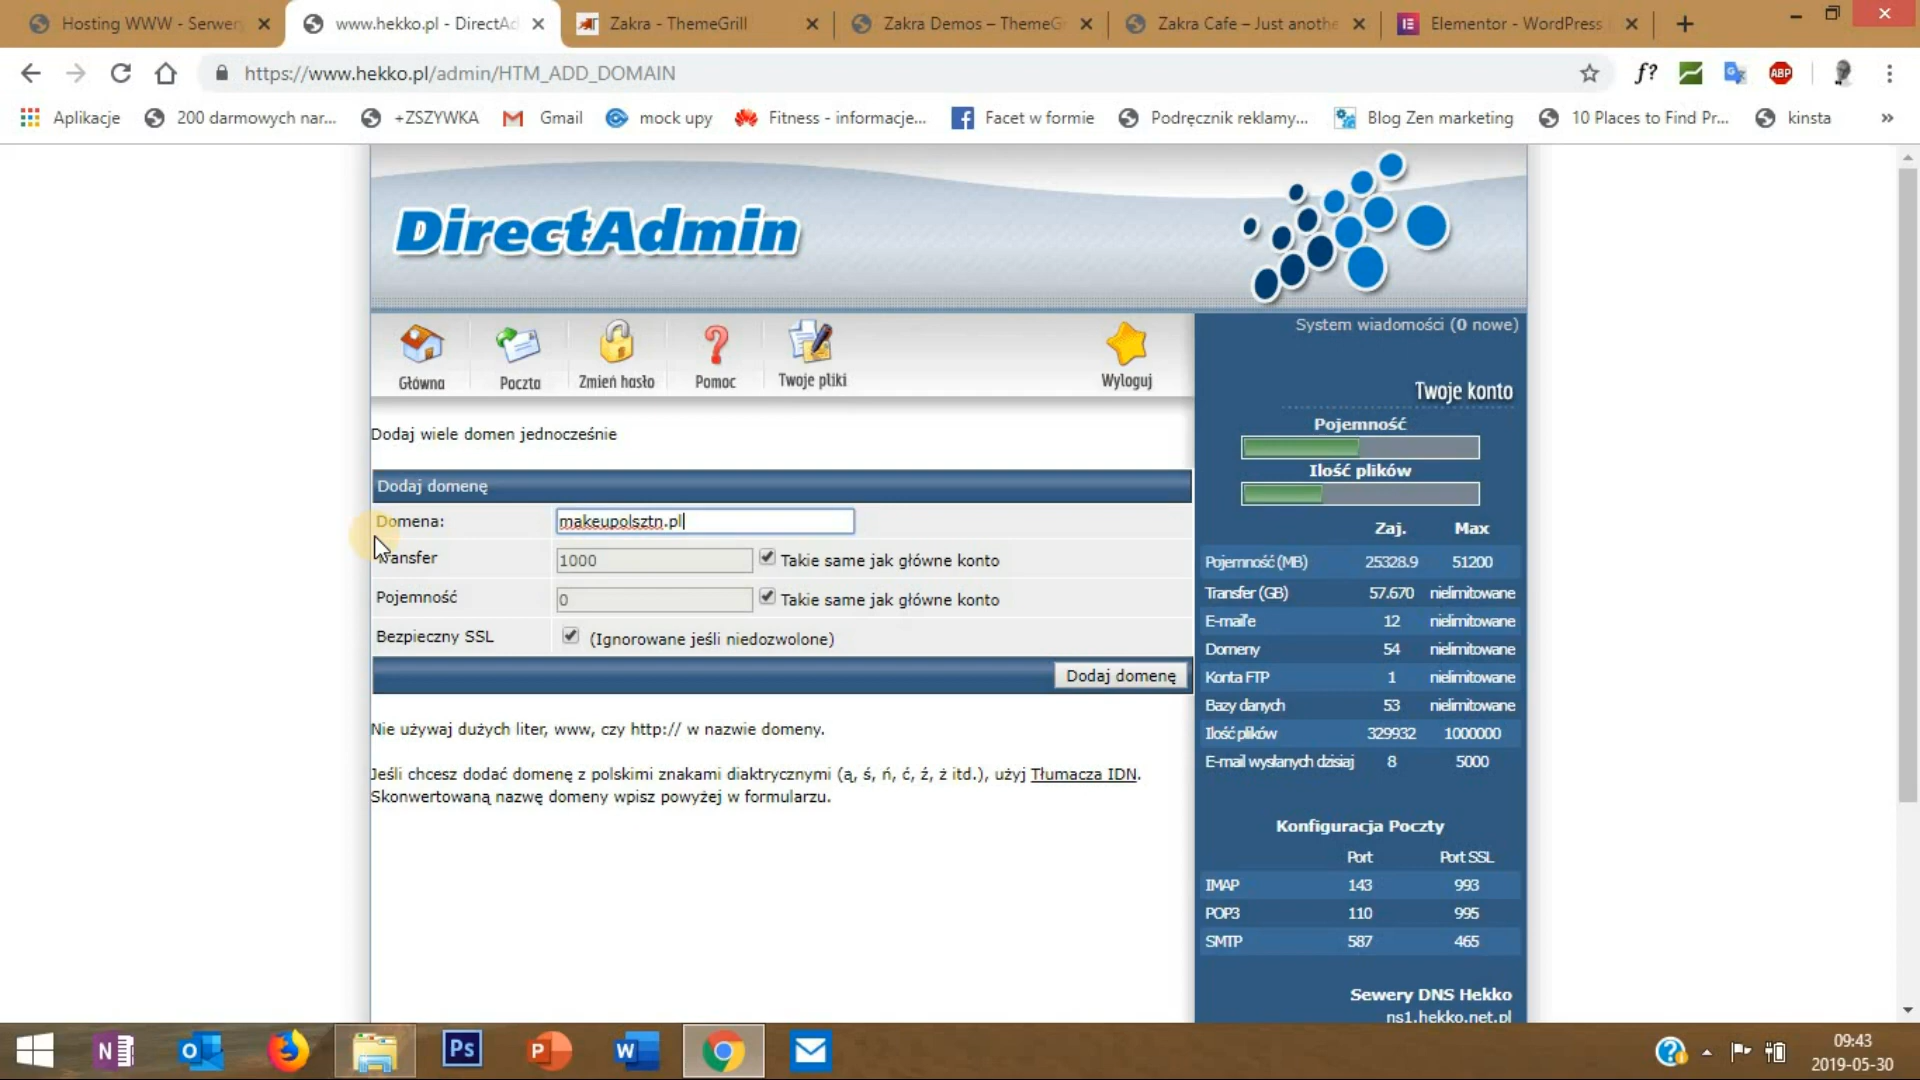 Hosting WWW - Serwer
www.hekko.pl - DirectAd
Zakra - ThemeGrill
Zakra Demos – ThemeGr
Zakra Cafe – Just anothe
Elementor - WordPress
https://www.hekko.pl/admin/HTM_ADD_DOMAIN
f?
ABP
Aplikacje
200 darmowych nar...
+ZSZYWKA
Gmail
mock upy
Fitness - informacje...
Facet w formie
Podręcznik reklamy...
Blog Zen marketing
10 Places to Find Pr...
kinsta
»
DirectAdmin
Główna
Poczta
Zmień hasło
Pomoc
Twoje pliki
Wyloguj
System wiadomości (0 nowe)
Dodaj wiele domen jednocześnie
Dodaj domenę
Domena: makeupolsztn.pl
Transfer 1000 Takie same jak główne konto
Pojemność 0 Takie same jak główne konto
Bezpieczny SSL (Ignorowane jeśli niedozwolone)
Dodaj domenę
Nie używaj dużych liter, www, czy http:// w nazwie domeny.
Jeśli chcesz dodać domenę z polskimi znakami diaktrycznymi (ą, ś, ń, ć, ź, ż itd.), użyj Tłumacza IDN.
Skonwertowaną nazwę domeny wpisz powyżej w formularzu.
Twoje konto
Pojemność
Ilość plików
Zaj. Max
Pojemność (MB) 25328.9 51200
Transfer (GB) 57.670 nielimitowane
E-mail'e 12 nielimitowane
Domeny 54 nielimitowane
Konta FTP 1 nielimitowane
Bazy danych 53 nielimitowane
Ilość plików 329932 1000000
E-mail wysłanych dzisiaj 8 5000
Konfiguracja Poczty
Port Port SSL
IMAP 143 993
POP3 110 995
SMTP 587 465
Sewery DNS Hekko
ns1.hekko.net.pl
N
o
Ps
P
W
09:43
2019-05-30